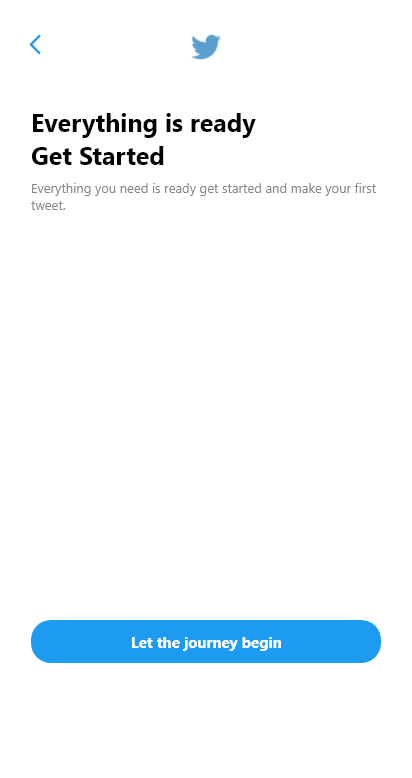 Everything is ready
Get Started
Everything you need is ready get started and make your first
tweet.
Let the journey begin